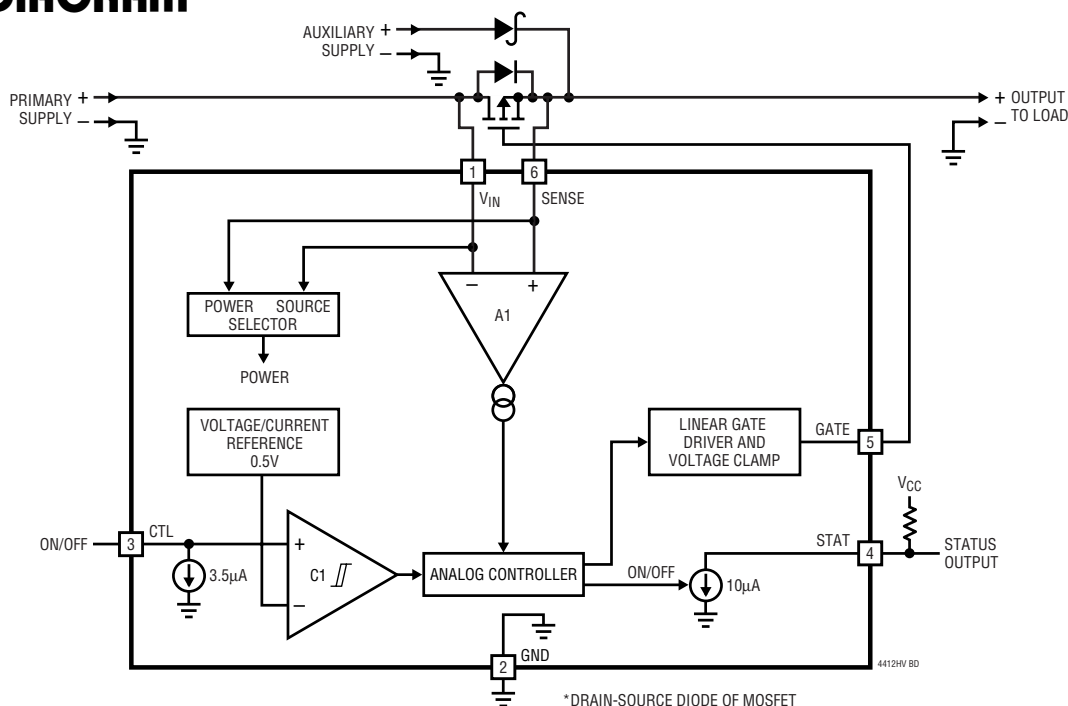 AUXILIARY +
SUPPLY –
PRIMARY +
SUPPLY –
+ OUTPUT
– TO LOAD
1
6
VIN
SENSE
– +
A1
POWER SOURCE
SELECTOR
POWER
VOLTAGE/CURRENT
REFERENCE
0.5V
LINEAR GATE
DRIVER AND
VOLTAGE CLAMP
GATE
5
VCC
ON/OFF
3
CTL
+
–
C1
3.5µA
ANALOG CONTROLLER
ON/OFF
10µA
STAT
4
STATUS
OUTPUT
2
GND
4412HV BD
*DRAIN-SOURCE DIODE OF MOSFET